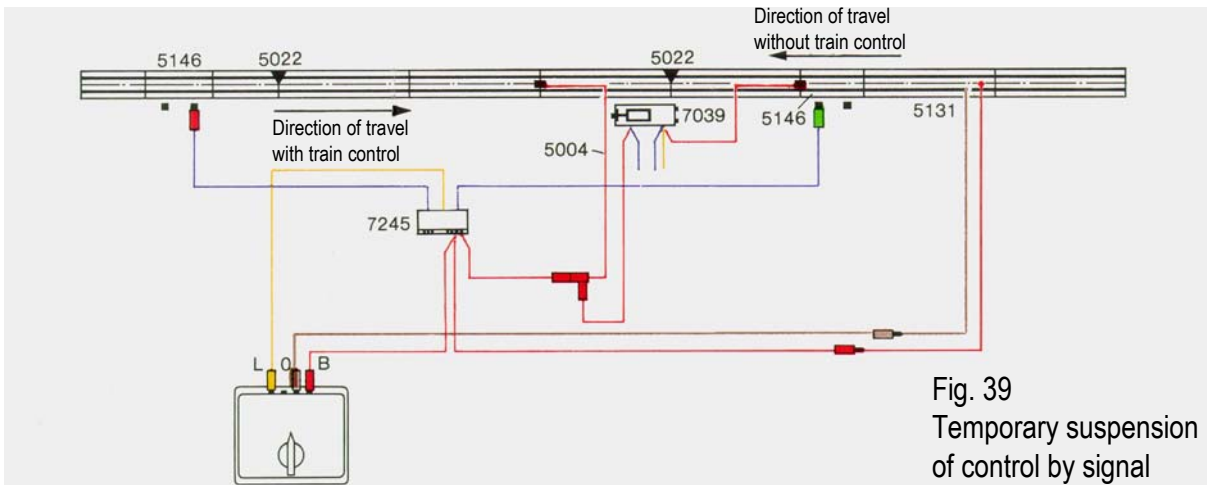 Direction of travel
without train control
5146
5022
5022
Direction of travel
with train control
7039
5146
5131
5004
7245
L 0 B
Fig. 39
Temporary suspension
of control by signal